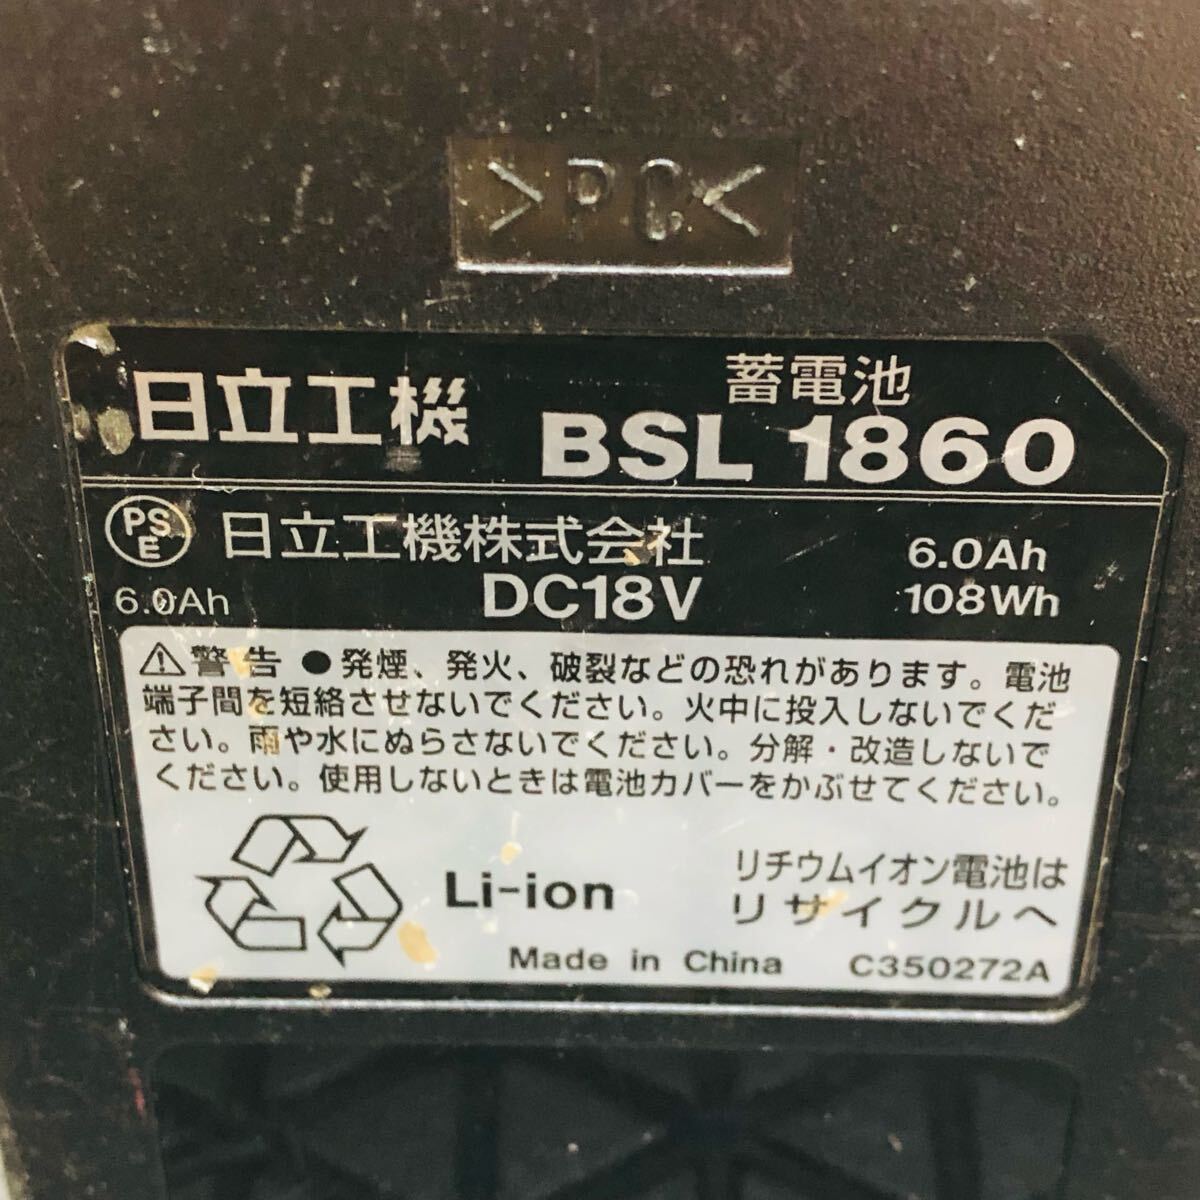 >PC<
日立工機
蓄電池
BSL 1860
PS
E
日立工機株式会社
6.0Ah
6.0Ah
DC18V
108Wh
⚠警告 ●発煙、発火、破裂などの恐れがあります。電池
端子間を短絡させないでください。火中に投入しないでくだ
さい。雨や水にぬらさないでください。分解・改造しないで
ください。使用しないときは電池カバーをかぶせてください。
Li-ion
リチウムイオン電池は
リサイクルへ
Made in China
C350272A